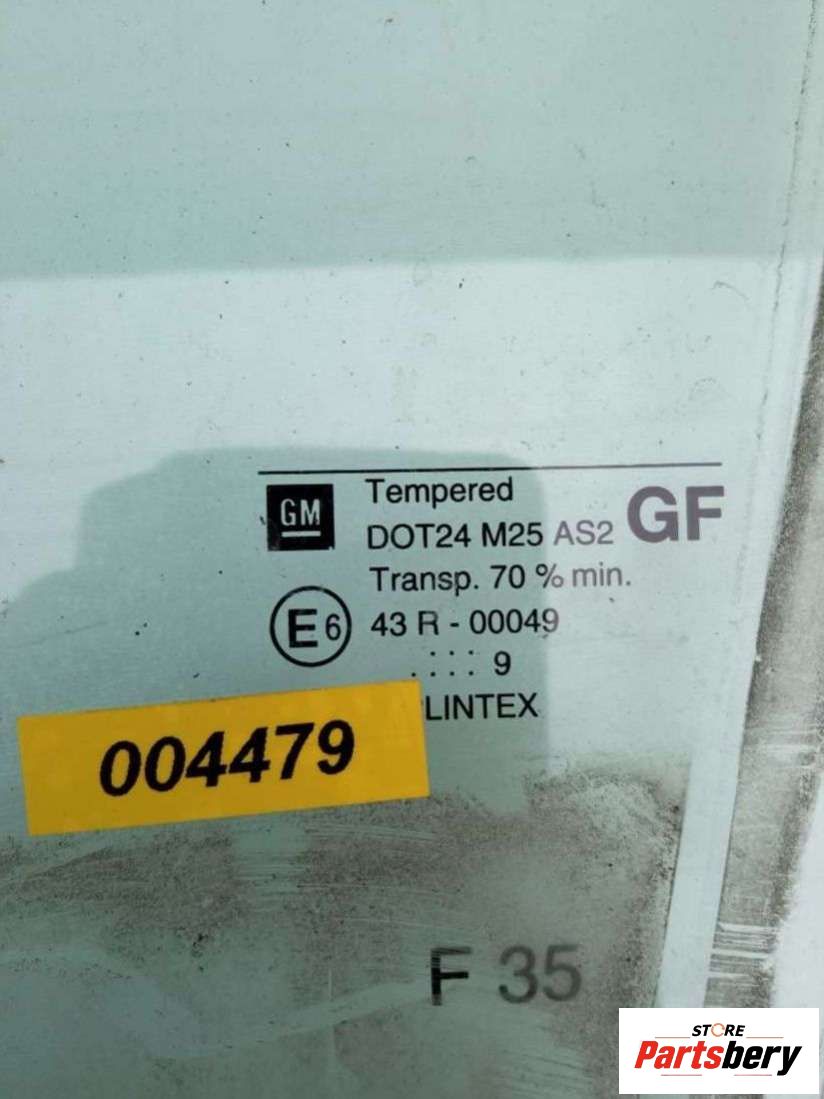 GM
Tempered
DOT24 M25 AS2 GF
Transp. 70 % min.
E6 43 R - 00049
. : : : : 9
LINTEX
004479
F 35
STORE
Partsbery